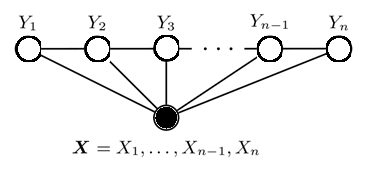 Y₁ Y₂ Y₃ · · · Yₙ₋₁ Yₙ
X = X₁, . . . , Xₙ₋₁, Xₙ